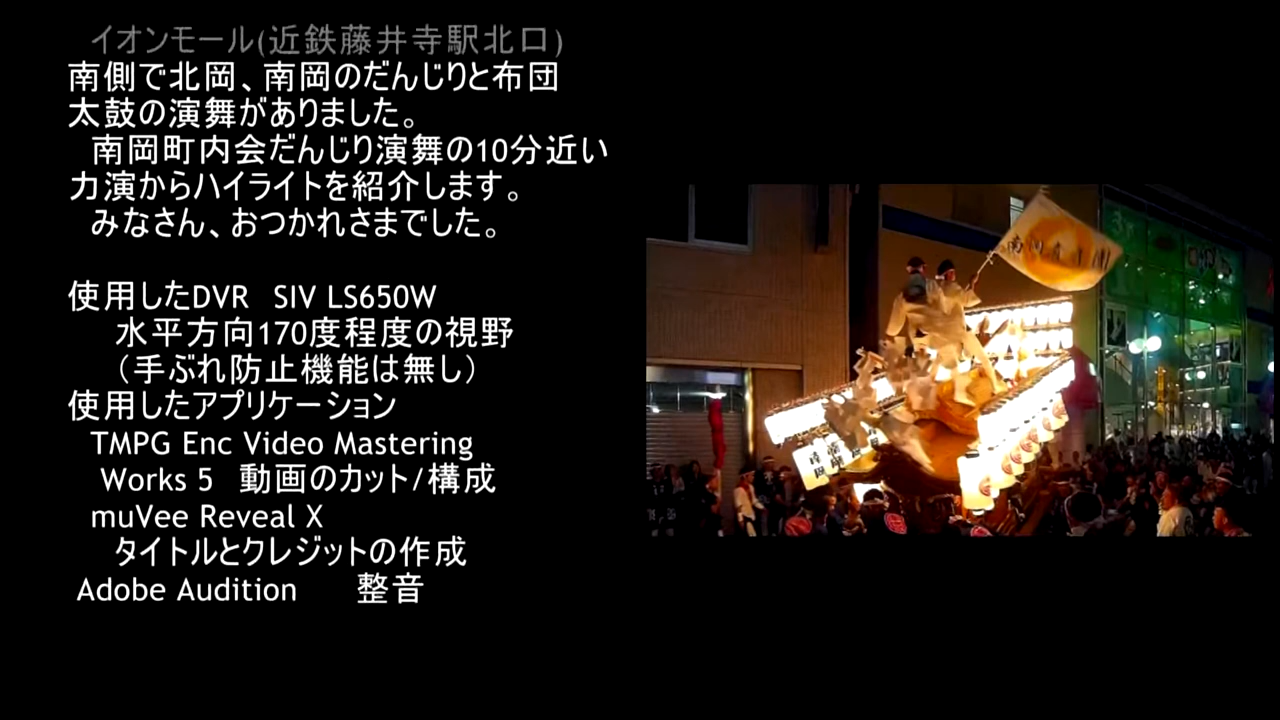 イオンモール(近鉄藤井寺駅北口)
南側で北岡、南岡のだんじりと布団
太鼓の演舞がありました。
南岡町内会だんじり演舞の10分近い
力演からハイライトを紹介します。
みなさん、おつかれさまでした。
使用したDVR SIV LS650W
水平方向170度程度の視野
（手ぶれ防止機能は無し）
使用したアプリケーション
TMPG Enc Video Mastering
Works 5 動画のカット/構成
muVee Reveal X
タイトルとクレジットの作成
Adobe Audition 整音
南岡
南岡